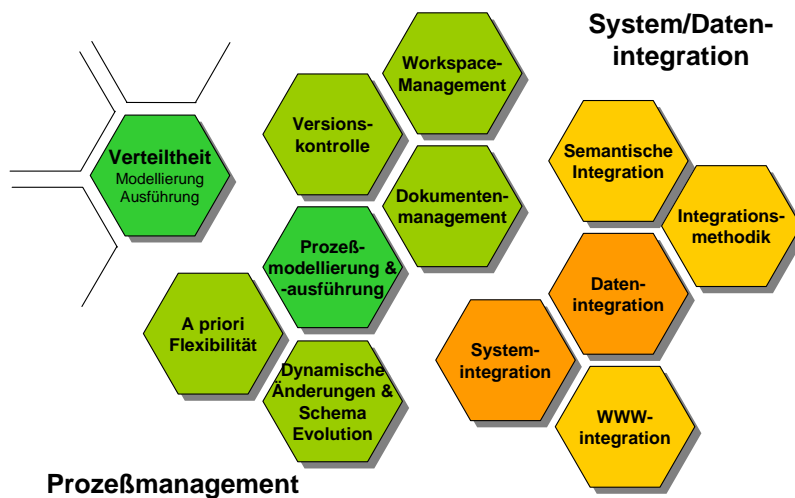 System/Daten-
integration
Workspace-
Management
Versions-
kontrolle
Verteiltheit
Modellierung
Ausführung
Semantische
Integration
Dokumenten-
management
Integrations-
methodik
Prozeß-
modellierung &
-ausführung
Daten-
integration
A priori
Flexibilität
System-
integration
Dynamische
Änderungen &
Schema
Evolution
WWW-
integration
Prozeßmanagement